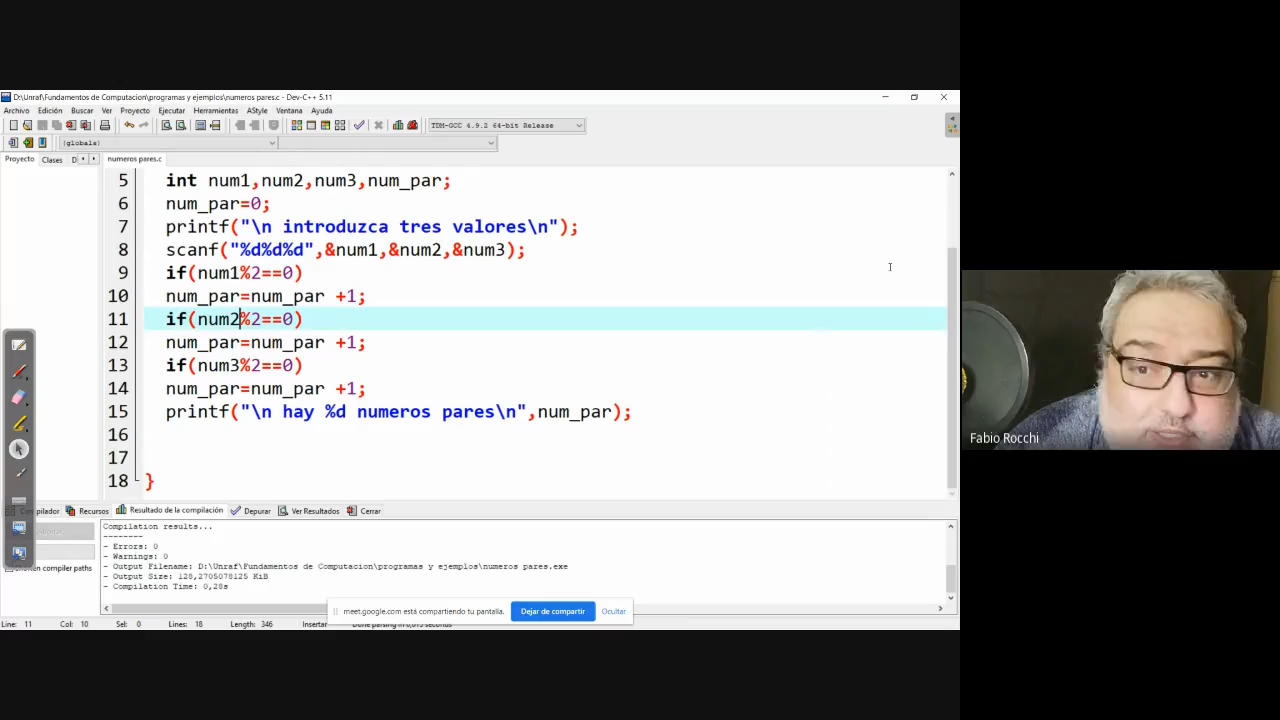 D:\Unraf\Fundamentos de Computacion\programas y ejemplos\numeros pares.c - Dev-C++ 5.11
Archivo Edición Buscar Ver Proyecto Ejecutar Herramientas AStyle Ventana Ayuda
TDM-GCC 4.9.2 64-bit Release
(globals)
Proyecto Clases D numeros pares.c
5 int num1,num2,num3,num_par;
6 num_par=0;
7 printf("\n introduzca tres valores\n");
8 scanf("%d%d%d",&num1,&num2,&num3);
9 if(num1%2==0)
10 num_par=num_par +1;
11 if(num2%2==0)
12 num_par=num_par +1;
13 if(num3%2==0)
14 num_par=num_par +1;
15 printf("\n hay %d numeros pares\n",num_par);
16
17
18 }
Fabio Rocchi
Recursos Resultado de la compilación Depurar Ver Resultados Cerrar
Compilation results...
--------
- Errors: 0
- Warnings: 0
- Output Filename: D:\Unraf\Fundamentos de Computacion\programas y ejemplos\numeros pares.exe
- Output Size: 128,2705078125 KiB
- Compilation Time: 0,28s
compiler paths
meet.google.com está compartiendo tu pantalla. Dejar de compartir Ocultar
Line: 11 Col: 10 Sel: 0 Lines: 18 Length: 346 Insertar